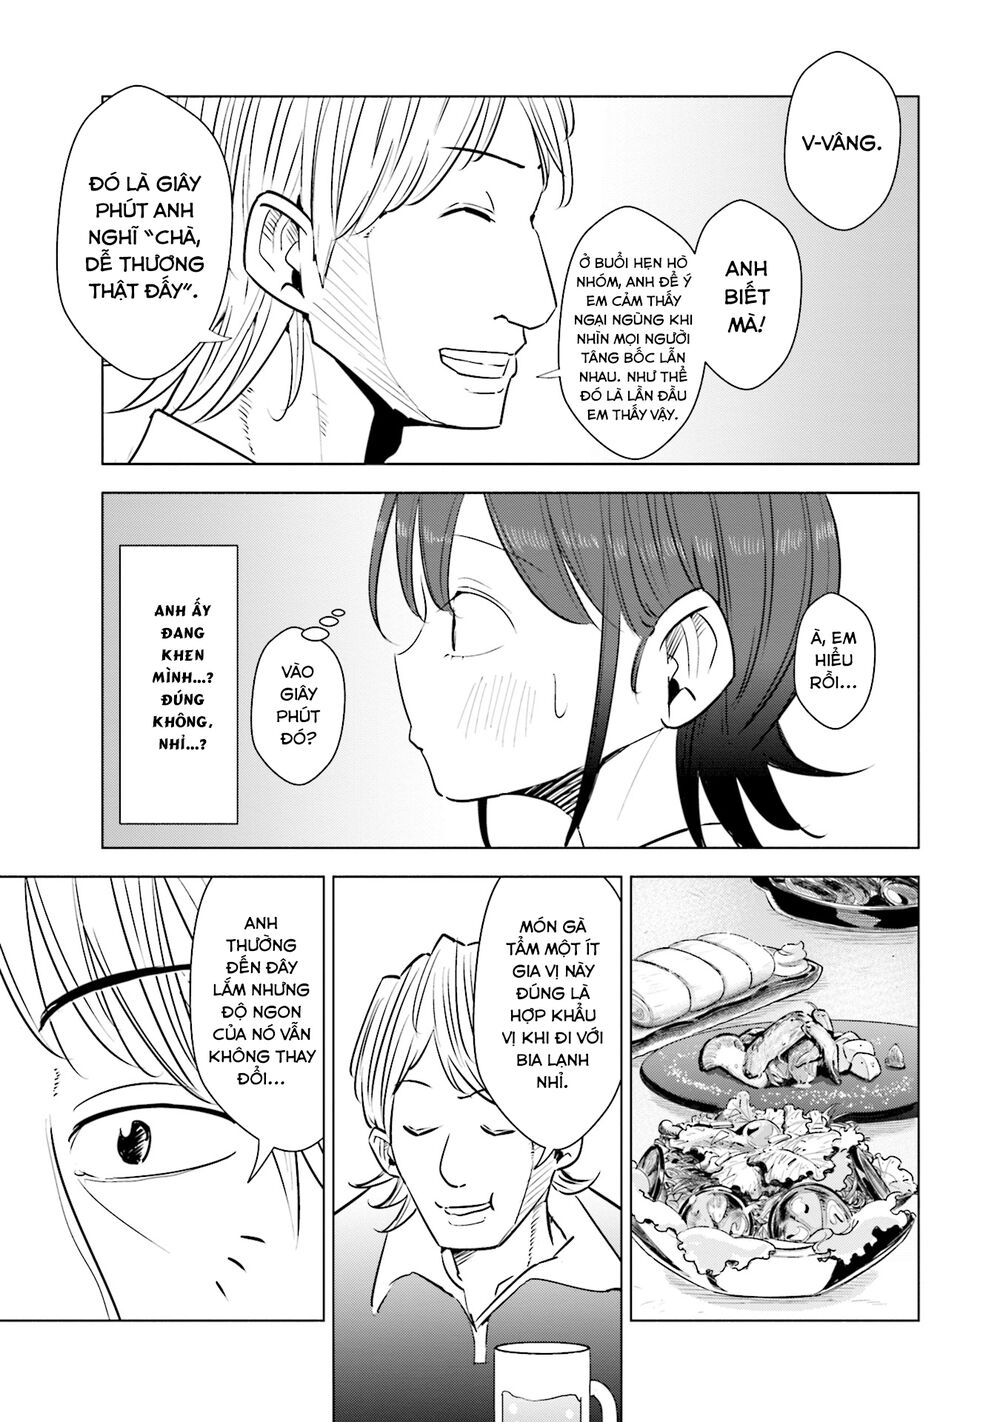 V-VÂNG.
ANH
BIẾT
MÀ!
Ở BUỔI HẸN HÒ
NHÓM, ANH ĐỂ Ý
EM CẢM THẤY
NGẠI NGÙNG KHI
NHÌN MỌI NGƯỜI
TÂNG BỐC LẪN
NHAU. NHƯ THỂ
ĐÓ LÀ LẦN ĐẦU
EM THẤY VẬY.
ĐÓ LÀ GIÂY
PHÚT ANH
NGHĨ “CHÀ,
DỄ THƯƠNG
THẬT ĐẤY”.
À, EM
HIỂU
RỒI...
VÀO
GIÂY
PHÚT
ĐÓ?
ANH ẤY
ĐANG
KHEN
MÌNH...?
ĐÚNG
KHÔNG,
NHỈ...?
MÓN GÀ
TẨM MỘT ÍT
GIA VỊ NÀY
ĐÚNG LÀ
HỢP KHẨU
VỊ KHI ĐI VỚI
BIA LẠNH
NHỈ.
ANH
THƯỜNG
ĐẾN ĐÂY
LẮM NHƯNG
ĐỘ NGON
CỦA NÓ VẪN
KHÔNG THAY
ĐỔI...